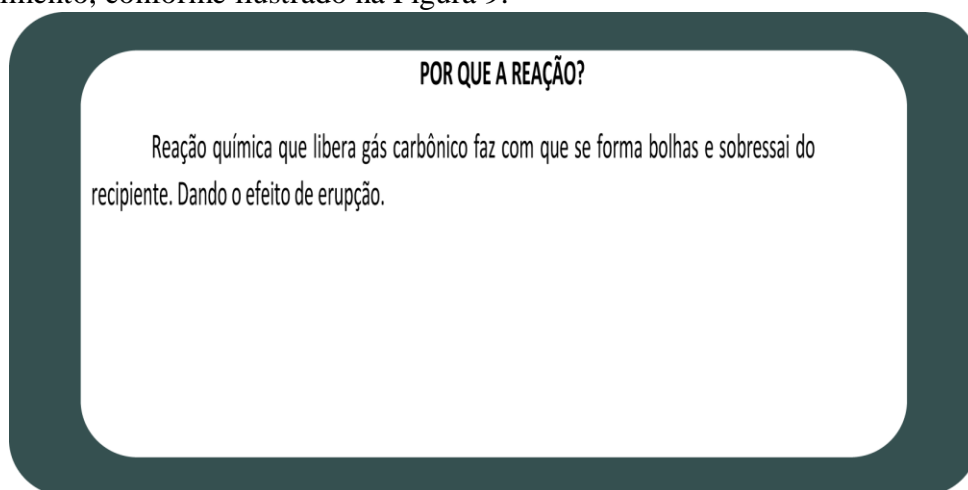 imento, conforme ilustrado na Figura 9.
POR QUE A REAÇÃO?
Reação química que libera gás carbônico faz com que se forma bolhas e sobressai do
recipiente. Dando o efeito de erupção.